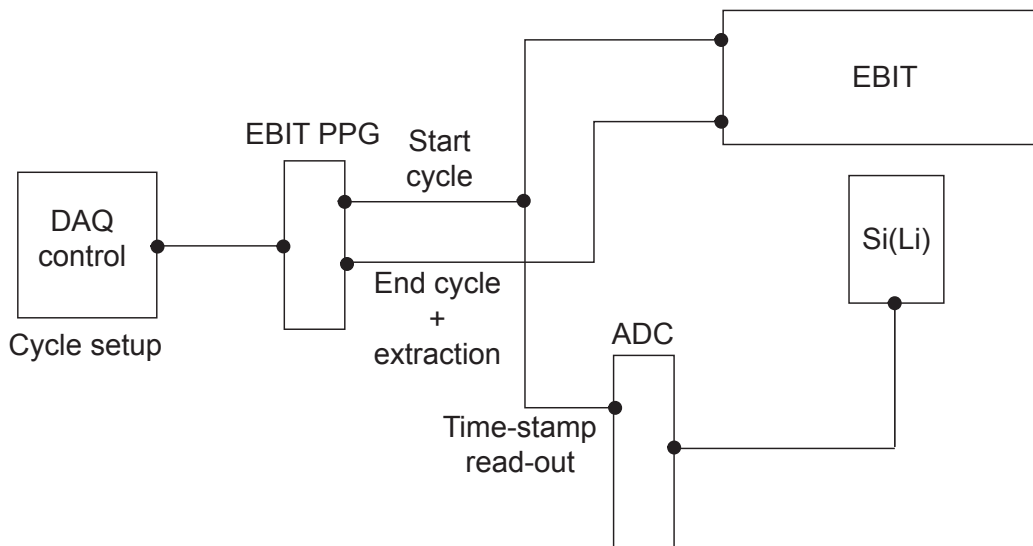 EBIT
EBIT PPG
Start
cycle
DAQ
control
Si(Li)
End cycle
+
extraction
Cycle setup
ADC
Time-stamp
read-out